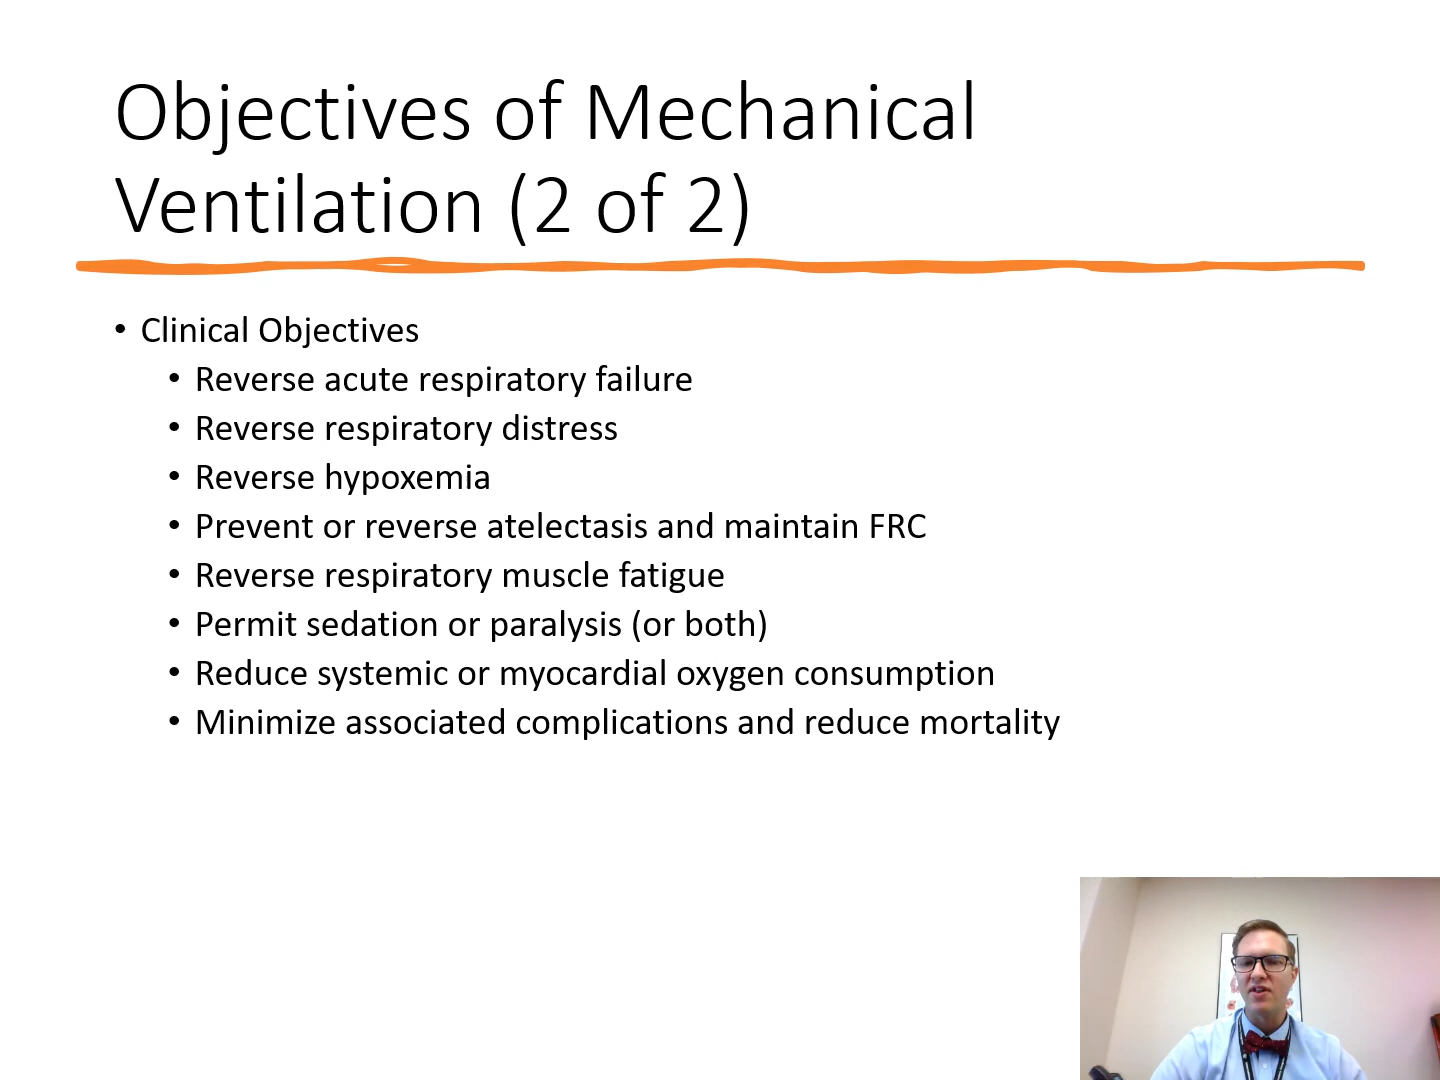 Objectives of Mechanical
Ventilation (2 of 2)
• Clinical Objectives
• Reverse acute respiratory failure
• Reverse respiratory distress
• Reverse hypoxemia
• Prevent or reverse atelectasis and maintain FRC
• Reverse respiratory muscle fatigue
• Permit sedation or paralysis (or both)
• Reduce systemic or myocardial oxygen consumption
• Minimize associated complications and reduce mortality